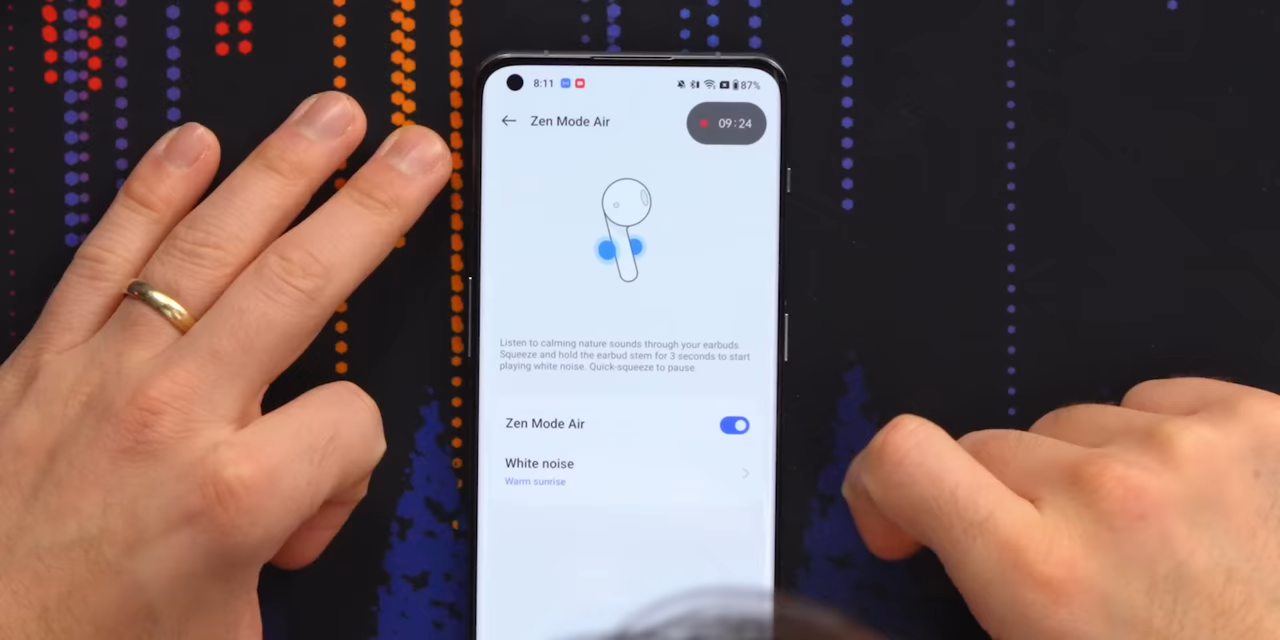 8:11
87%
Zen Mode Air
09:24
Listen to calming nature sounds through your earbuds.
Squeeze and hold the earbud stem for 3 seconds to start
playing white noise. Quick-squeeze to pause.
Zen Mode Air
White noise
Warm sunrise